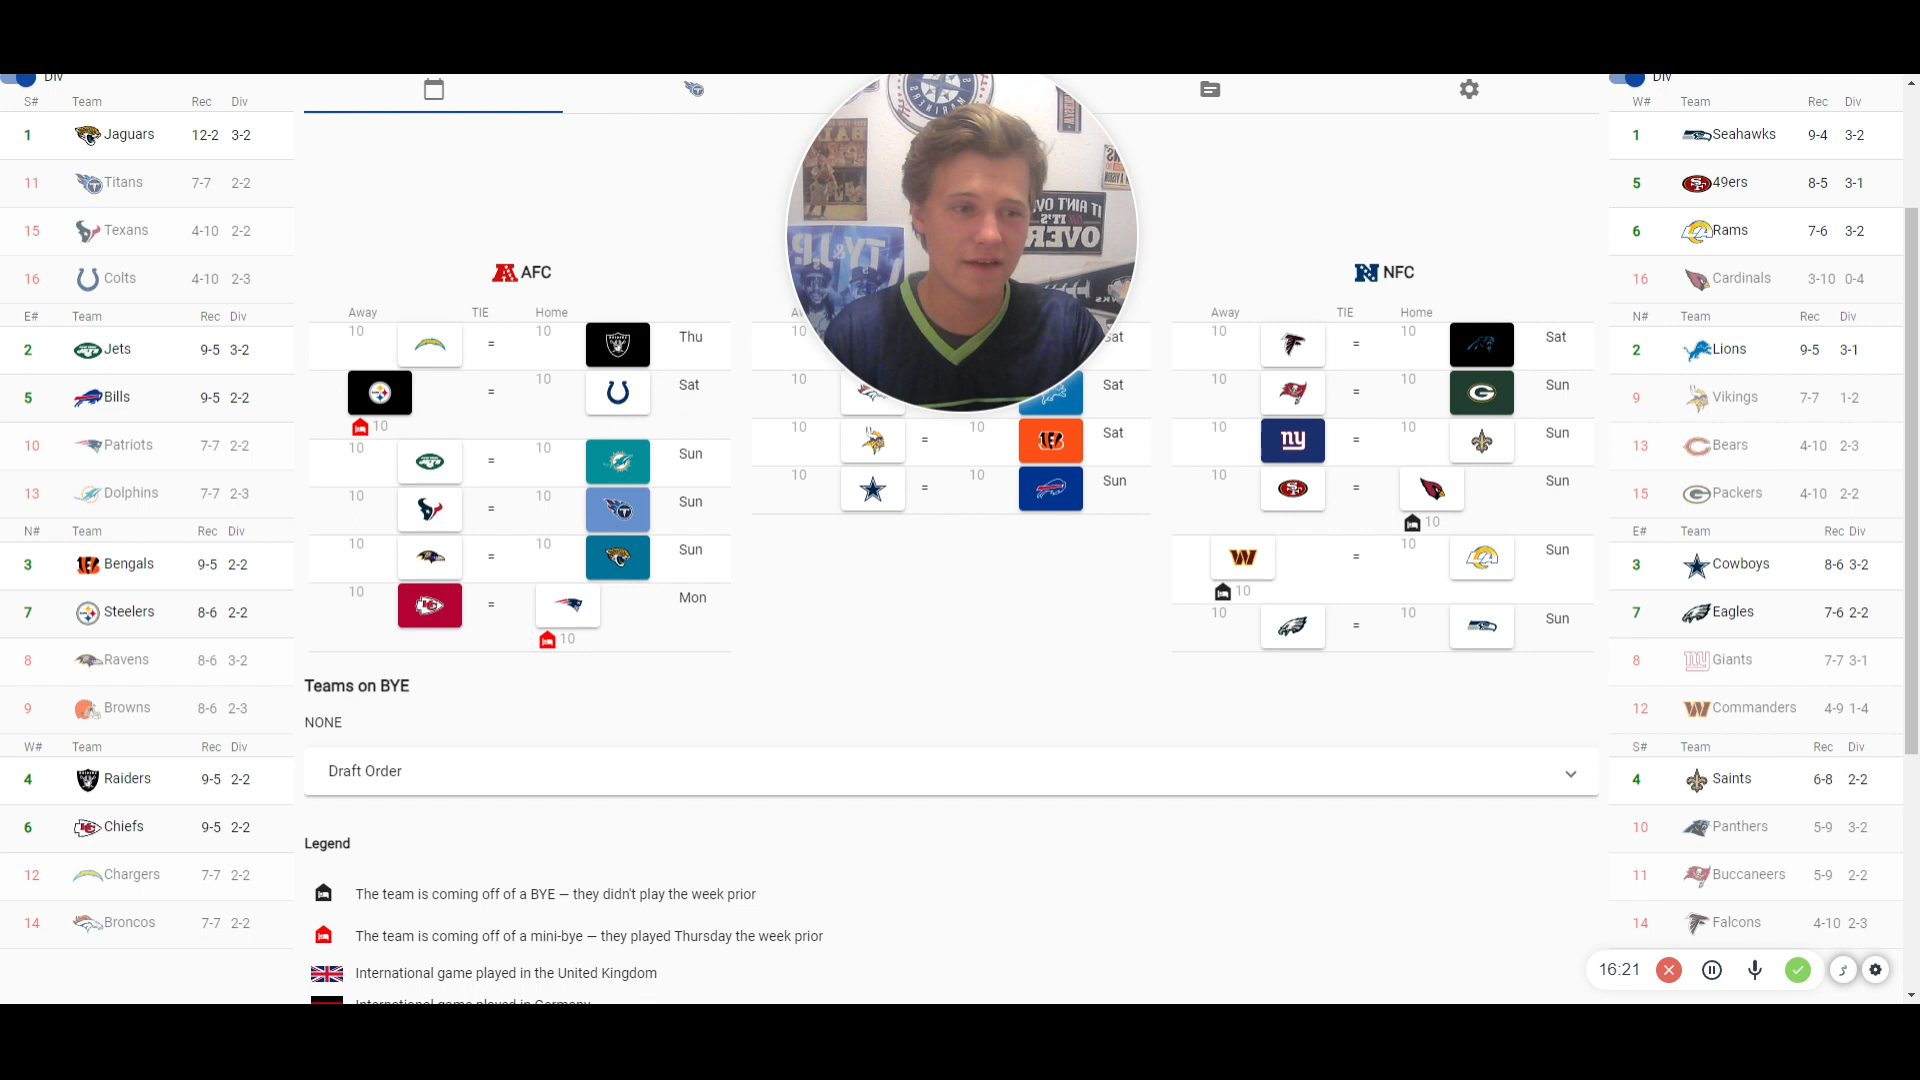 Div
S# Team Rec Div
1 Jaguars 12-2 3-2
11 Titans 7-7 2-2
15 Texans 4-10 2-2
16 Colts 4-10 2-3
E# Team Rec Div
2 Jets 9-5 3-2
5 Bills 9-5 2-2
10 Patriots 7-7 2-2
13 Dolphins 7-7 2-3
N# Team Rec Div
3 Bengals 9-5 2-2
7 Steelers 8-6 2-2
8 Ravens 8-6 3-2
9 Browns 8-6 2-3
W# Team Rec Div
4 Raiders 9-5 2-2
6 Chiefs 9-5 2-2
12 Chargers 7-7 2-2
14 Broncos 7-7 2-2
AFC
Away TIE Home
10 = 10 Thu
= 10 Sat
10
10 = 10 Sun
10 = 10 Sun
10 = 10 Sun
10 = Mon
10
10 Sat
10 Sat
10 = 10 Sat
10 = 10 Sun
NFC
Away TIE Home
10 = 10 Sat
10 = 10 Sun
10 ny = 10 Sun
10 = Sun
10
= 10 Sun
10
10 = 10 Sun
IT AIN'T OV
IT'S
OVER
Teams on BYE
NONE
Draft Order
Legend
The team is coming off of a BYE — they didn't play the week prior
The team is coming off of a mini-bye — they played Thursday the week prior
International game played in the United Kingdom
International game played in Germany
Div
W# Team Rec Div
1 Seahawks 9-4 3-2
5 49ers 8-5 3-1
6 Rams 7-6 3-2
16 Cardinals 3-10 0-4
N# Team Rec Div
2 Lions 9-5 3-1
9 Vikings 7-7 1-2
13 Bears 4-10 2-3
15 Packers 4-10 2-2
E# Team Rec Div
3 Cowboys 8-6 3-2
7 Eagles 7-6 2-2
8 Giants 7-7 3-1
12 Commanders 4-9 1-4
S# Team Rec Div
4 Saints 6-8 2-2
10 Panthers 5-9 3-2
11 Buccaneers 5-9 2-2
14 Falcons 4-10 2-3
16:21